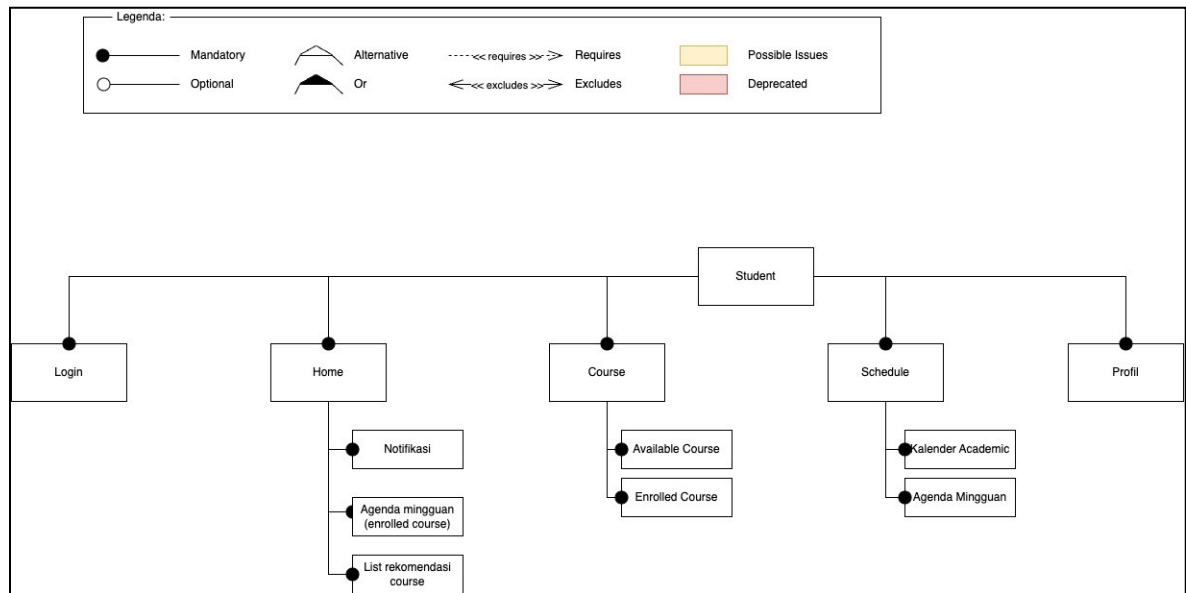 Legenda:
Mandatory
Alternative
<< requires >>
Requires
Possible Issues
Optional
Or
<< excludes >>
Excludes
Deprecated
Student
Login
Home
Course
Schedule
Profil
Notifikasi
Available Course
Kalender Academic
Enrolled Course
Agenda Mingguan
Agenda mingguan
(enrolled course)
List rekomendasi
course